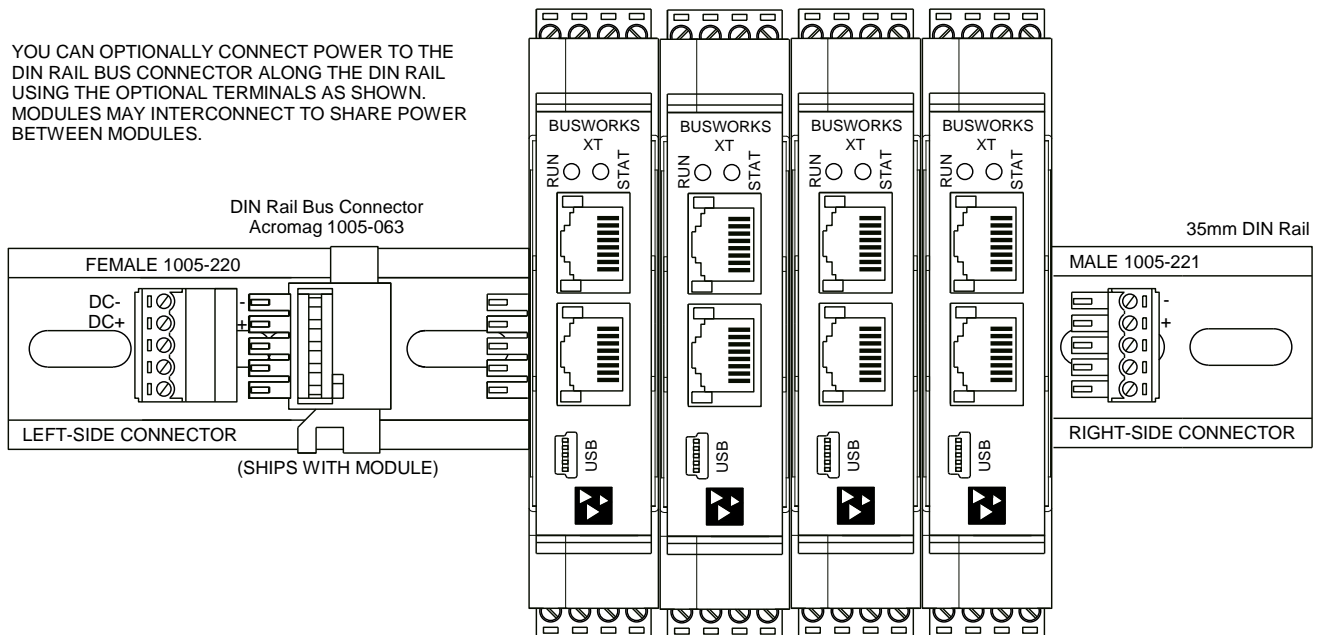 YOU CAN OPTIONALLY CONNECT POWER TO THE
DIN RAIL BUS CONNECTOR ALONG THE DIN RAIL
USING THE OPTIONAL TERMINALS AS SHOWN.
MODULES MAY INTERCONNECT TO SHARE POWER
BETWEEN MODULES.
DIN Rail Bus Connector
Acromag 1005-063
FEMALE 1005-220
DC-
DC+
-
+
LEFT-SIDE CONNECTOR
(SHIPS WITH MODULE)
BUSWORKS
XT
RUN
STAT
USB
BUSWORKS
XT
RUN
STAT
USB
BUSWORKS
XT
RUN
STAT
USB
BUSWORKS
XT
RUN
STAT
USB
35mm DIN Rail
MALE 1005-221
-
+
RIGHT-SIDE CONNECTOR